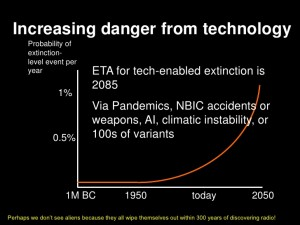 Increasing danger from technology
Probability of
extinction-
level event per
year
ETA for tech-enabled extinction is
2085
1%
Via Pandemics, NBIC accidents or
weapons, AI, climatic instability, or
100s of variants
0.5%
1M BC 1950 today 2050
Perhaps we don't see aliens because they all wipe themselves out within 300 years of discovering radio!